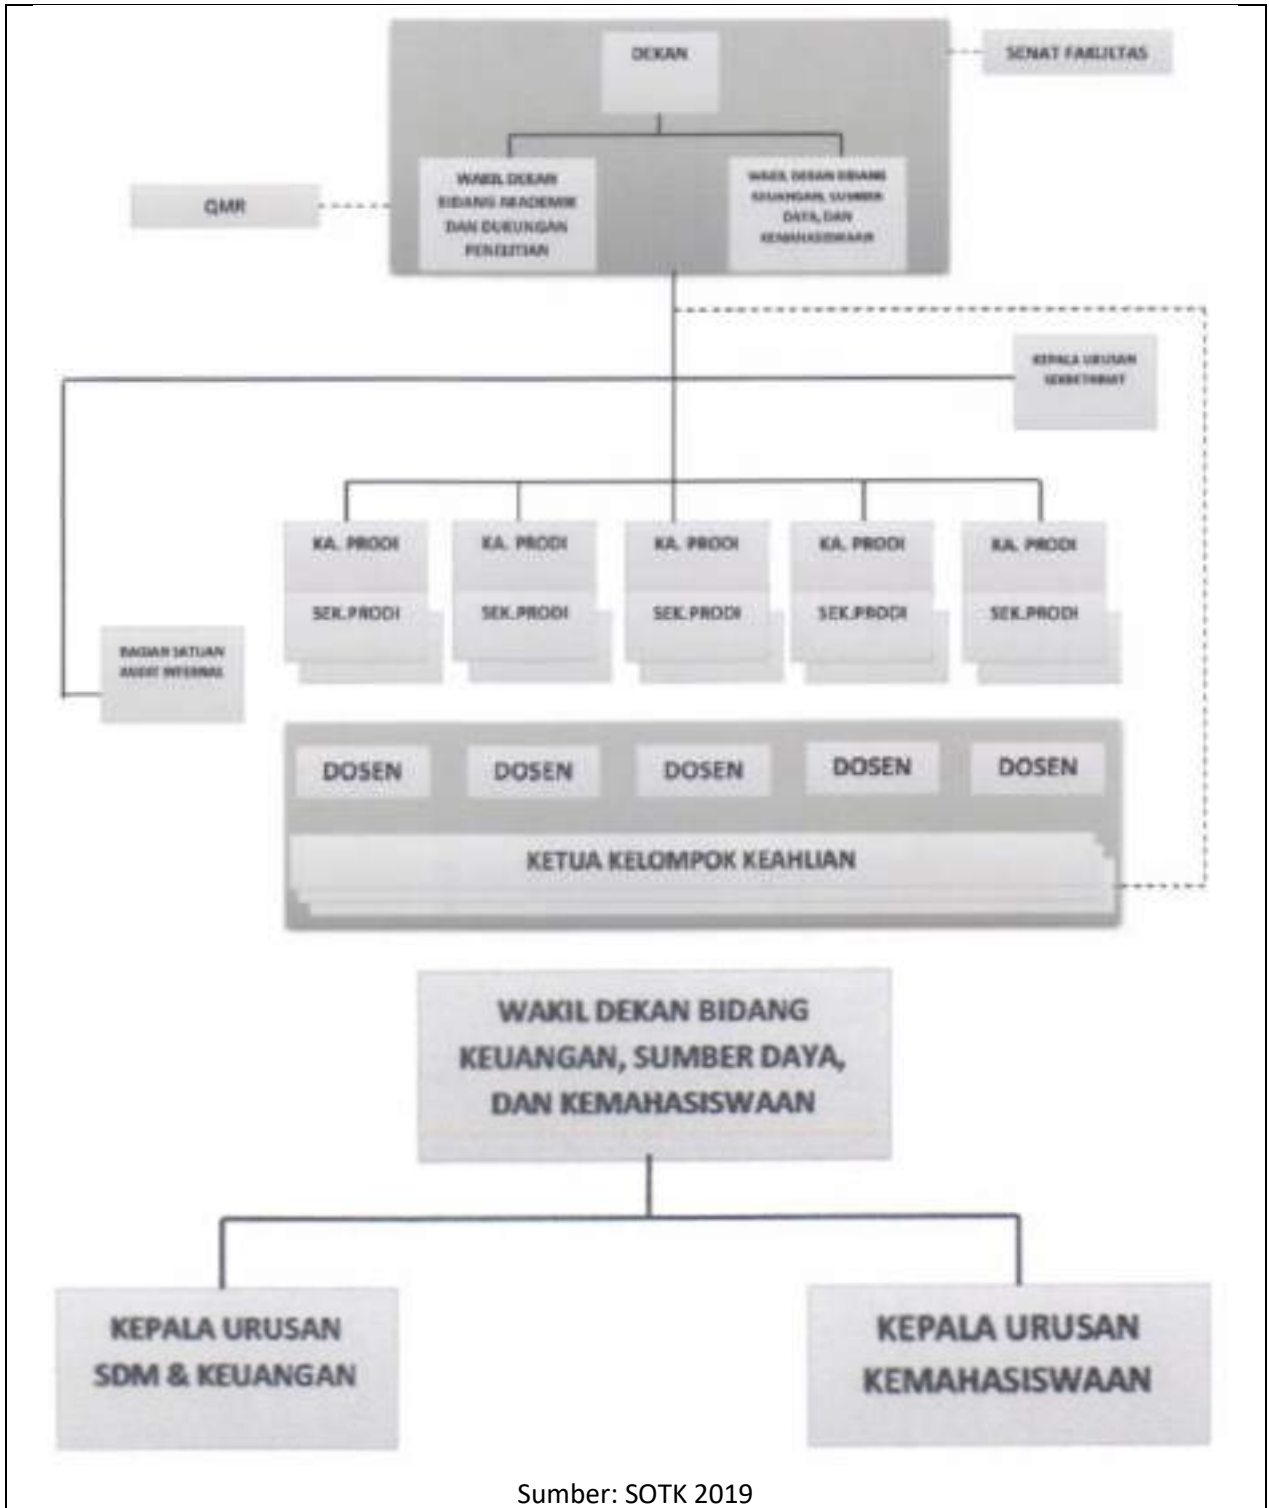 DEKAN
SENAT FAKULTAS
WAKIL DEKAN
BIDANG AKADEMIK
DAN DUKUNGAN
PENELITIAN
WAKIL DEKAN BIDANG
KEUANGAN, SUMBER
DAYA, DAN
KEMAHASISWAAN
QMR
KEPALA URUSAN
SEKRETARIAT
KA. PRODI
KA. PRODI
KA. PRODI
KA. PRODI
KA. PRODI
SEK.PRODI
SEK.PRODI
SEK.PRODI
SEK.PRODI
SEK.PRODI
BAGIAN SATUAN
AUDIT INTERNAL
DOSEN
DOSEN
DOSEN
DOSEN
DOSEN
KETUA KELOMPOK KEAHLIAN
WAKIL DEKAN BIDANG
KEUANGAN, SUMBER DAYA,
DAN KEMAHASISWAAN
KEPALA URUSAN
SDM & KEUANGAN
KEPALA URUSAN
KEMAHASISWAAN
Sumber: SOTK 2019